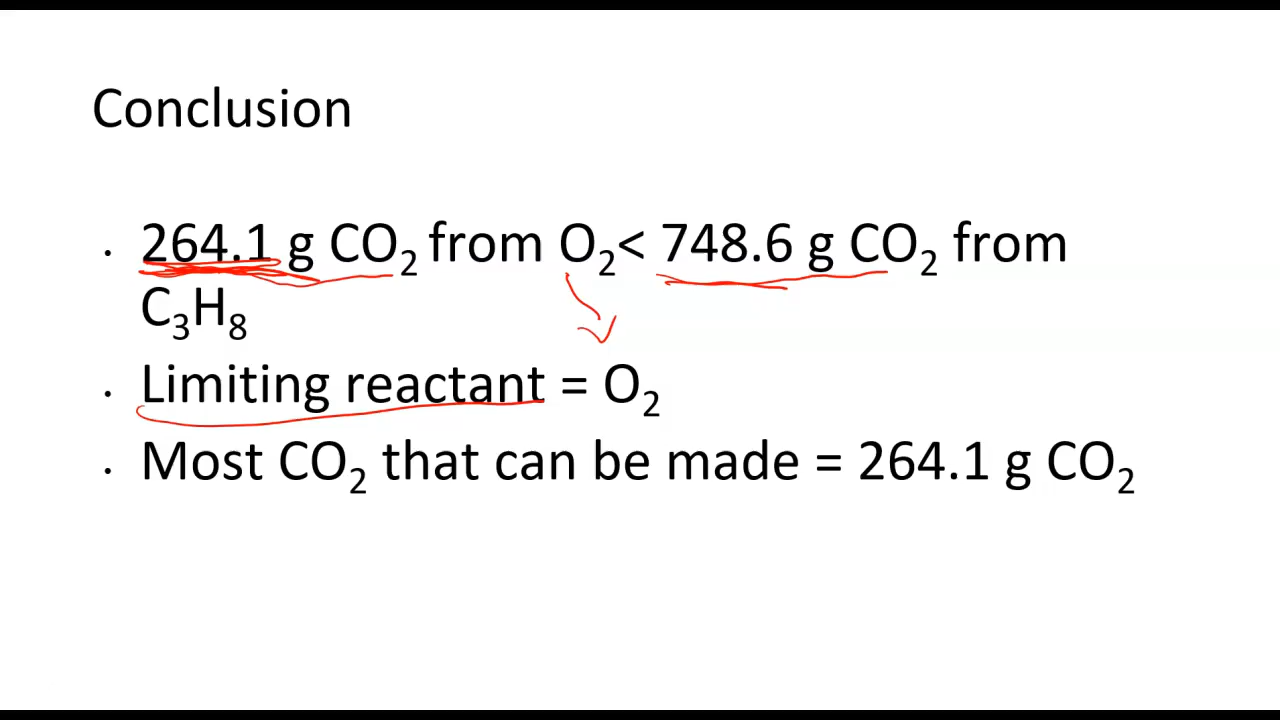 Conclusion
· 264.1 g CO₂ from O₂< 748.6 g CO₂ from
C₃H₈
· Limiting reactant = O₂
· Most CO₂ that can be made = 264.1 g CO₂